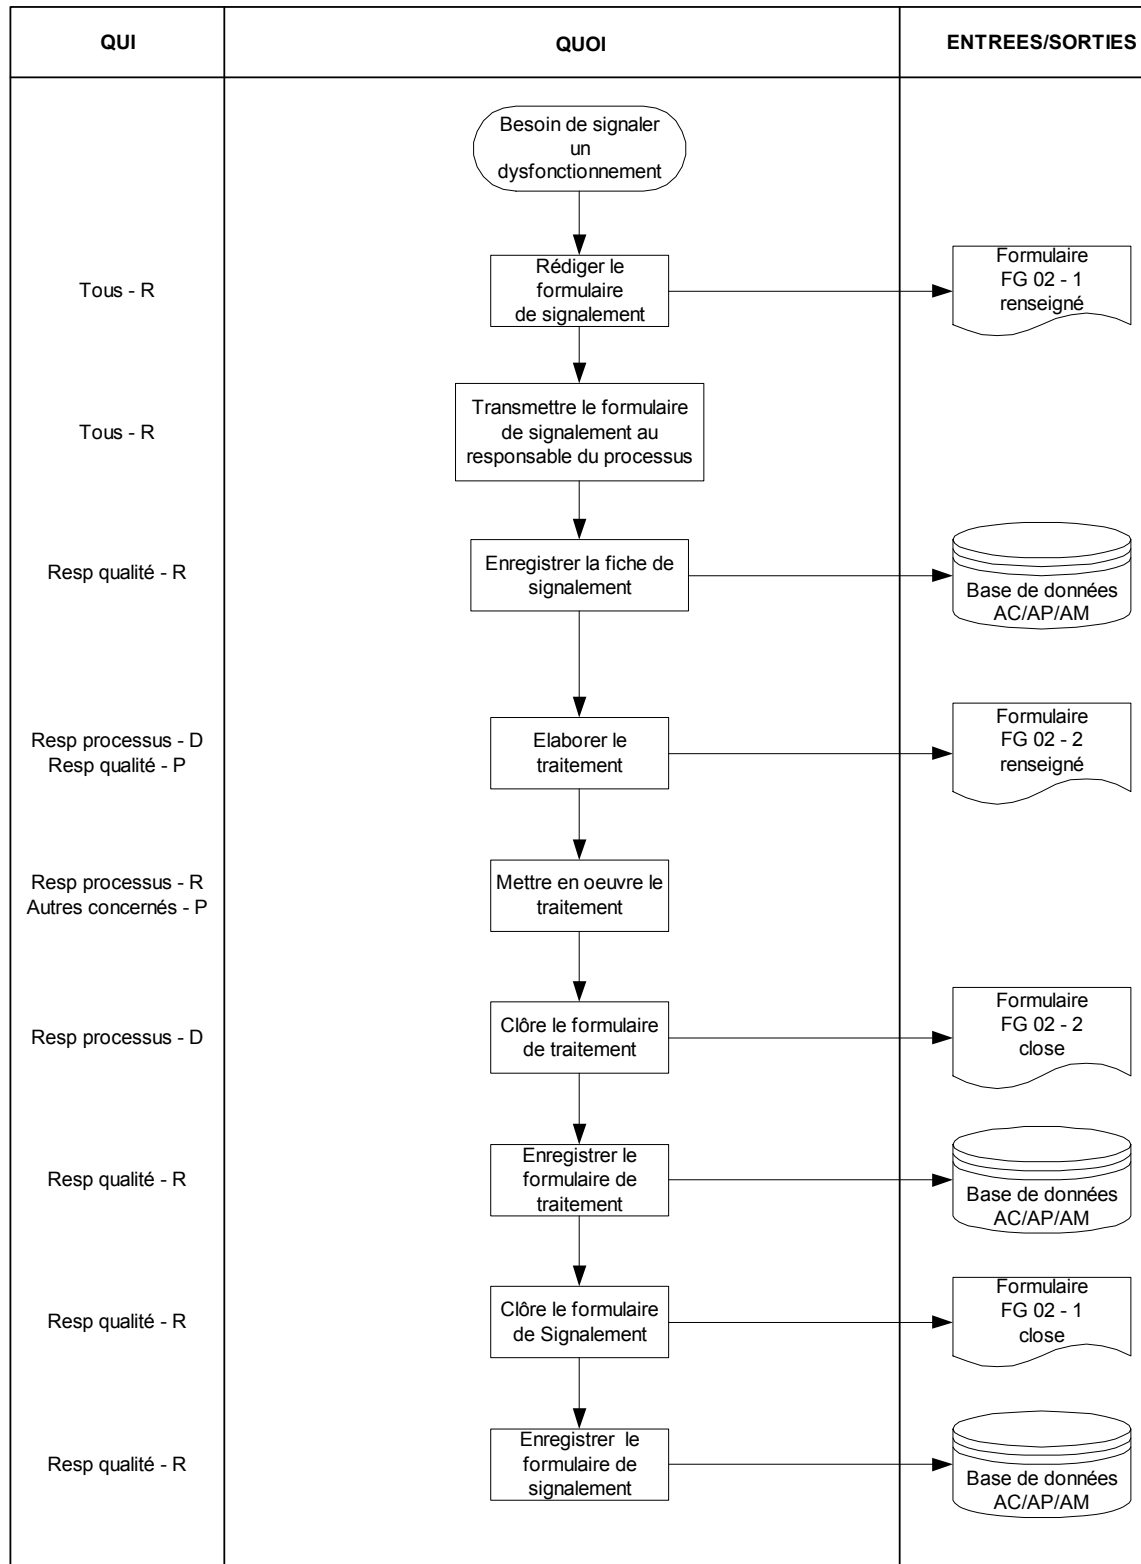 QUI
QUOI
ENTREES/SORTIES
Besoin de signaler
un
dysfonctionnement
Tous - R
Rédiger le
formulaire
de signalement
Formulaire
FG 02 - 1
renseigné
Tous - R
Transmettre le formulaire
de signalement au
responsable du processus
Resp qualité - R
Enregistrer la fiche de
signalement
Base de données
AC/AP/AM
Resp processus - D
Resp qualité - P
Elaborer le
traitement
Formulaire
FG 02 - 2
renseigné
Resp processus - R
Autres concernés - P
Mettre en oeuvre le
traitement
Resp processus - D
Clôre le formulaire
de traitement
Formulaire
FG 02 - 2
close
Resp qualité - R
Enregistrer le
formulaire de
traitement
Base de données
AC/AP/AM
Resp qualité - R
Clôre le formulaire
de Signalement
Formulaire
FG 02 - 1
close
Resp qualité - R
Enregistrer le
formulaire de
signalement
Base de données
AC/AP/AM